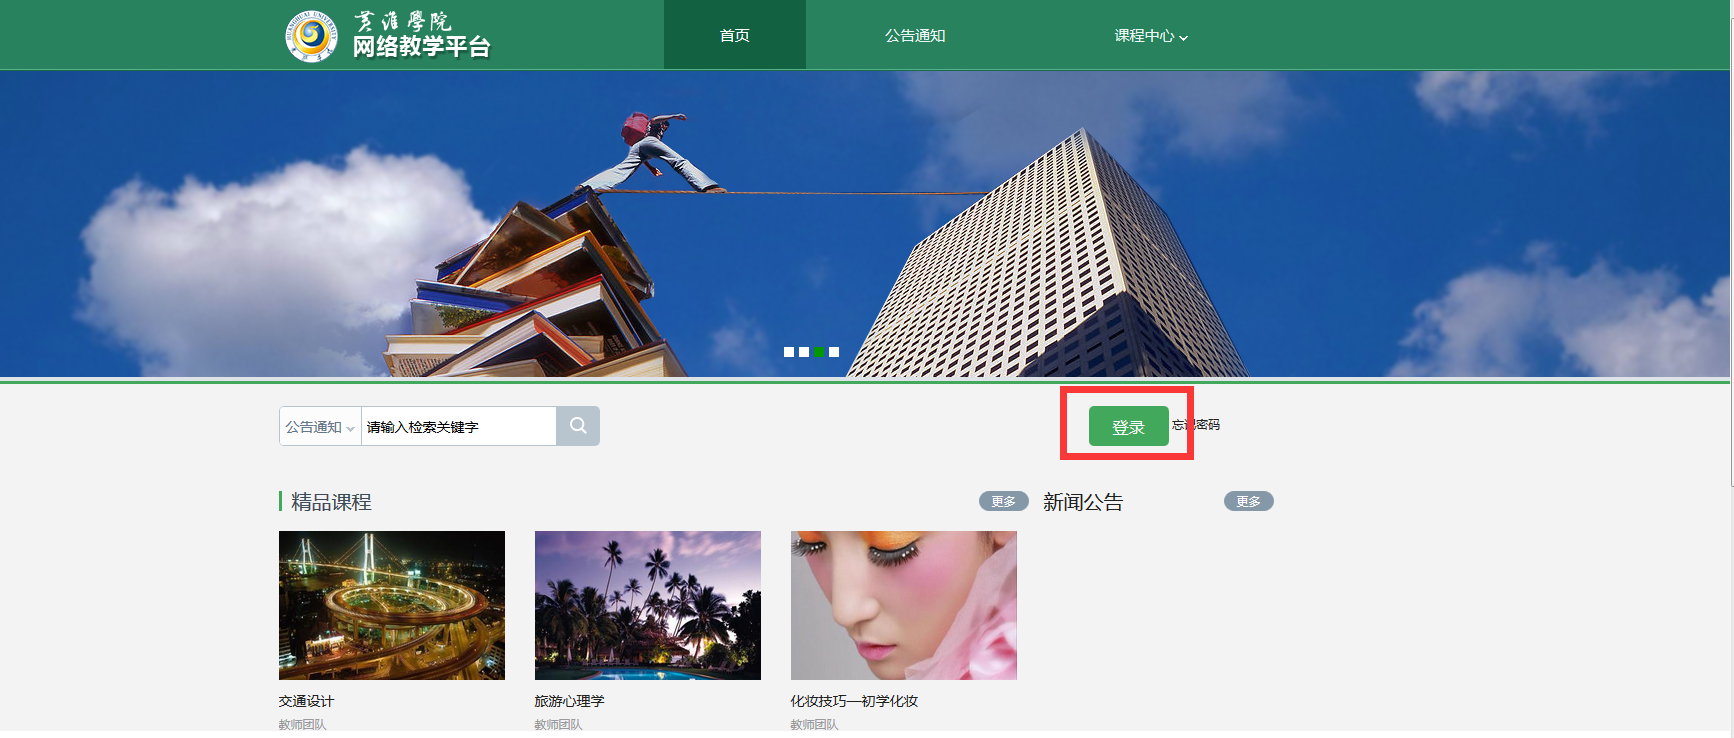 黄淮學院
网络教学平台
首页
公告通知
课程中心
公告通知
请输入检索关键字
登录
忘记密码
精品课程
更多
新闻公告
更多
交通设计
旅游心理学
化妆技巧—初学化妆
教师团队
教师团队
教师团队